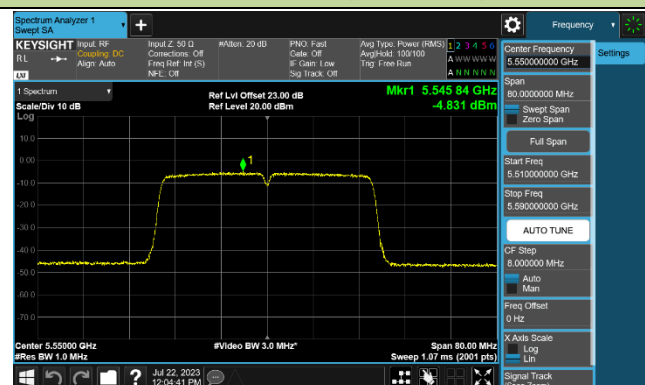 Spectrum Analyzer 1
Swept SA
+
Frequency
KEYSIGHT
RL
LXI
Input: RF
Coupling: DC
Align: Auto
Input Z: 50 Ω
Corrections: Off
Freq Ref: Int (S)
NFE: Off
#Atten: 20 dB
PNO: Fast
Gate: Off
IF Gain: Low
Sig Track: Off
Avg Type: Power (RMS)
Avg|Hold: 100/100
Trig: Free Run
1 2 3 4 5 6
A W W W W W
A N N N N N
Center Frequency
5.550000000 GHz
Settings
Span
80.0000000 MHz
Swept Span
Zero Span
Full Span
Start Freq
5.510000000 GHz
Stop Freq
5.590000000 GHz
AUTO TUNE
CF Step
8.000000 MHz
Auto
Man
Freq Offset
0 Hz
X Axis Scale
Log
Lin
Signal Track
(Span Zoom)
1 Spectrum
Scale/Div 10 dB
Log
Ref Lvl Offset 23.00 dB
Ref Level 20.00 dBm
Mkr1 5.545 84 GHz
-4.831 dBm
1
10.0
0.00
-10.0
-20.0
-30.0
-40.0
-50.0
-60.0
-70.0
Center 5.55000 GHz
#Res BW 1.0 MHz
#Video BW 3.0 MHz*
Span 80.00 MHz
Sweep 1.07 ms (2001 pts)
?
Jul 22, 2023
12:04:41 PM